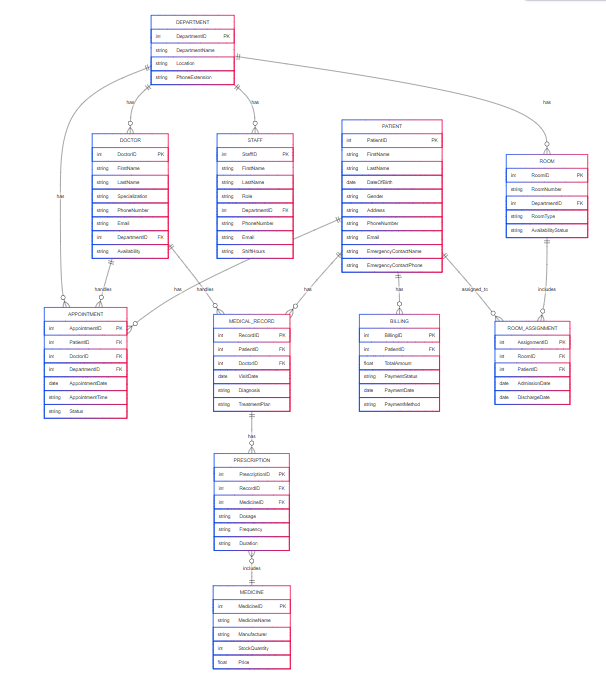 DEPARTMENT
int DepartmentID PK
string DepartmentName
string Location
string PhoneExtension
has
has
has
has
DOCTOR
int DoctorID PK
string FirstName
string LastName
string Specialization
string PhoneNumber
string Email
int DepartmentID FK
string Availability
STAFF
int StaffID PK
string FirstName
string LastName
string Role
int DepartmentID FK
string PhoneNumber
string Email
string ShiftHours
PATIENT
int PatientID PK
string FirstName
string LastName
date DateOfBirth
string Gender
string Address
string PhoneNumber
string Email
string EmergencyContactName
string EmergencyContactPhone
ROOM
int RoomID PK
string RoomNumber
int DepartmentID FK
string RoomType
string AvailabilityStatus
handles
has
handles
has
has
assigned_to
includes
APPOINTMENT
int AppointmentID PK
int PatientID FK
int DoctorID FK
int DepartmentID FK
date AppointmentDate
string AppointmentTime
string Status
MEDICAL_RECORD
int RecordID PK
int PatientID FK
int DoctorID FK
date VisitDate
string Diagnosis
string TreatmentPlan
BILLING
int BillingID PK
int PatientID FK
float TotalAmount
string PaymentStatus
date PaymentDate
string PaymentMethod
ROOM_ASSIGNMENT
int AssignmentID PK
int RoomID FK
int PatientID FK
date AdmissionDate
date DischargeDate
has
PRESCRIPTION
int PrescriptionID PK
int RecordID FK
int MedicineID FK
string Dosage
string Frequency
string Duration
includes
MEDICINE
int MedicineID PK
string MedicineName
string Manufacturer
int StockQuantity
float Price